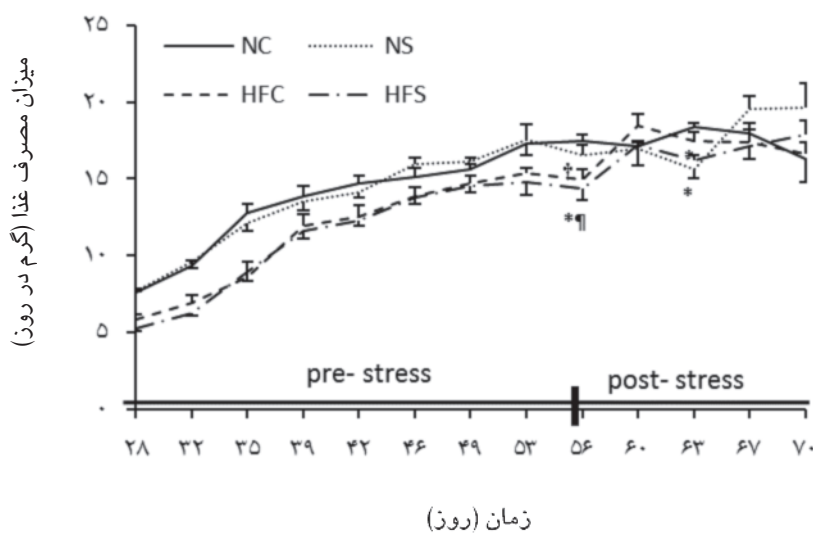 میزان مصرف غذا (گرم در روز)
۲۵
۲۰
۱۵
۱۰
۵
۰
NC NS
HFC HFS
*
*
*
*¶
pre- stress post- stress
۲۸ ۳۲ ۳۵ ۳۹ ۴۲ ۴۶ ۴۹ ۵۳ ۵۶ ۶۰ ۶۳ ۶۷ ۷۰
زمان (روز)